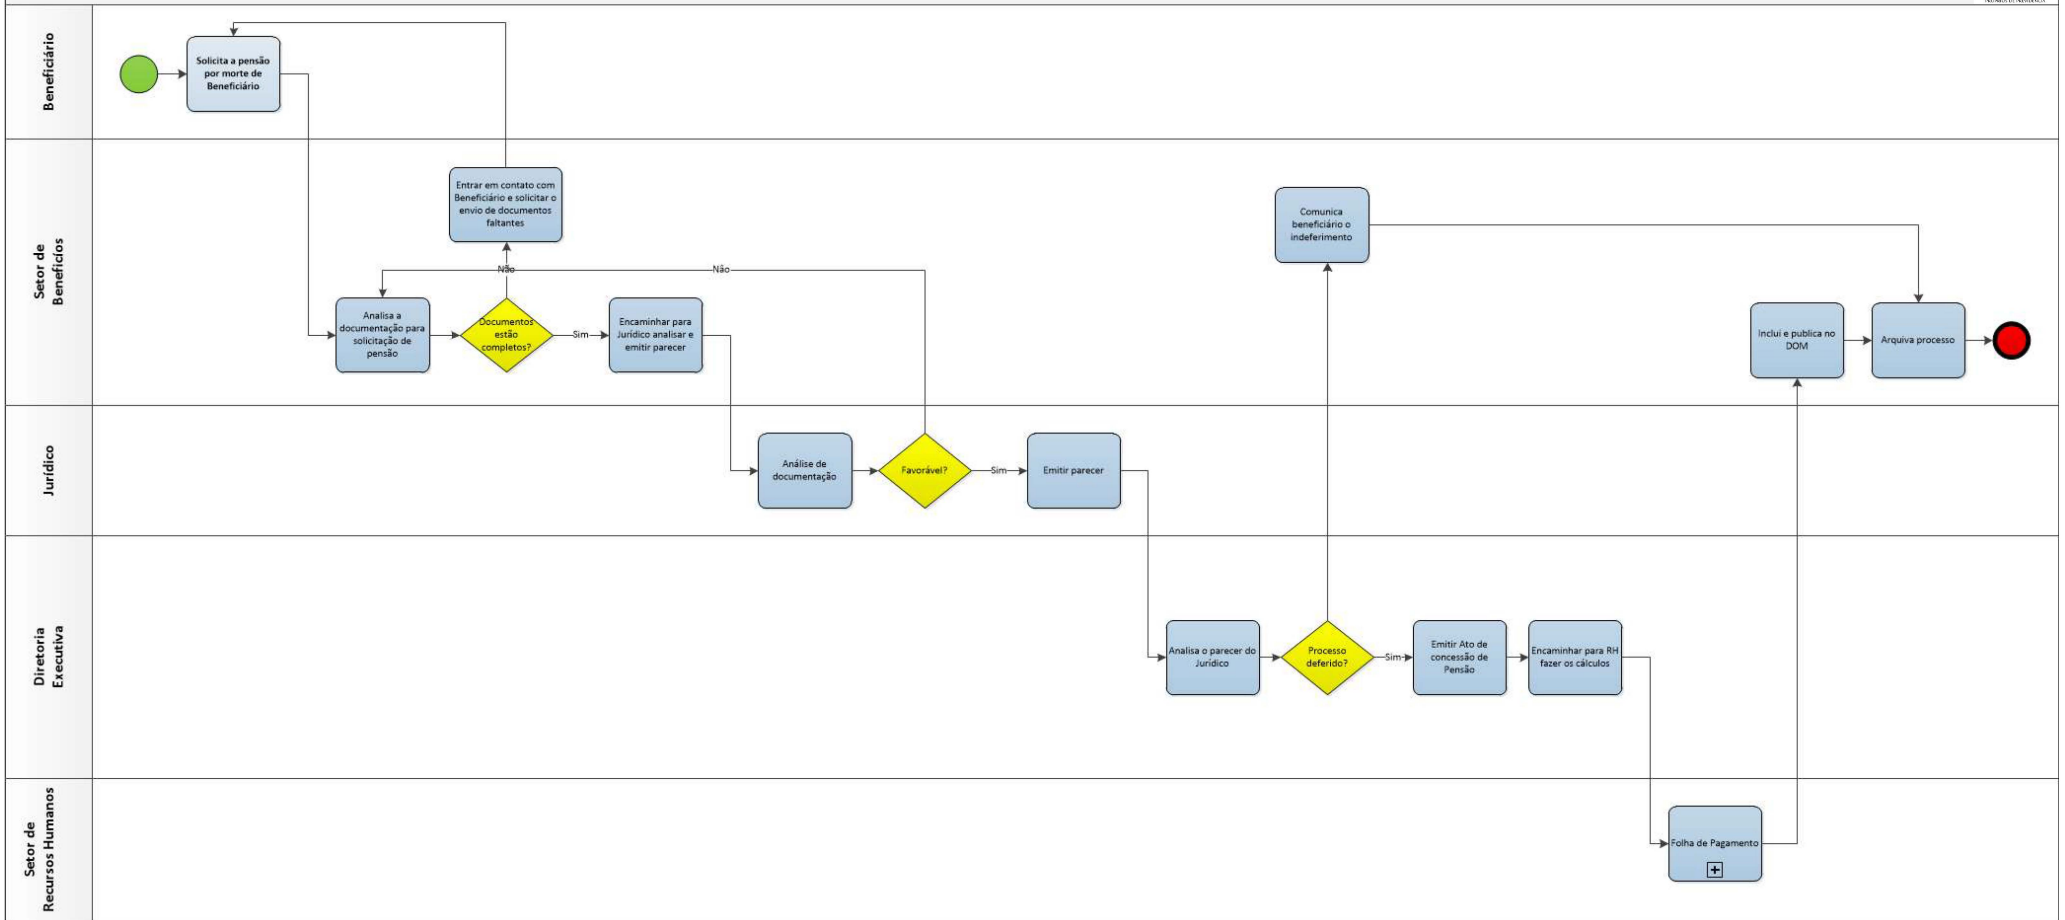 Beneficiário
Solicita a pensão
por morte de
Beneficiário
Setor de
Benefícios
Entrar em contato com
Beneficiário e solicitar o
envio de documentos
faltantes
Não
Não
Analisa a
documentação para
solicitação de
pensão
Documentos
estão
completos?
Sim
Encaminhar para
Jurídico analisar e
emitir parecer
Comunica
beneficiário o
indeferimento
Inclui e publica no
DOM
Arquiva processo
Jurídico
Análise de
documentação
Favorável?
Sim
Emitir parecer
Diretoria
Executiva
Analisa o parecer do
Jurídico
Processo
deferido?
Sim
Emitir Ato de
concessão de
Pensão
Encaminhar para RH
fazer os cálculos
Setor de
Recursos Humanos
Folha de Pagamento